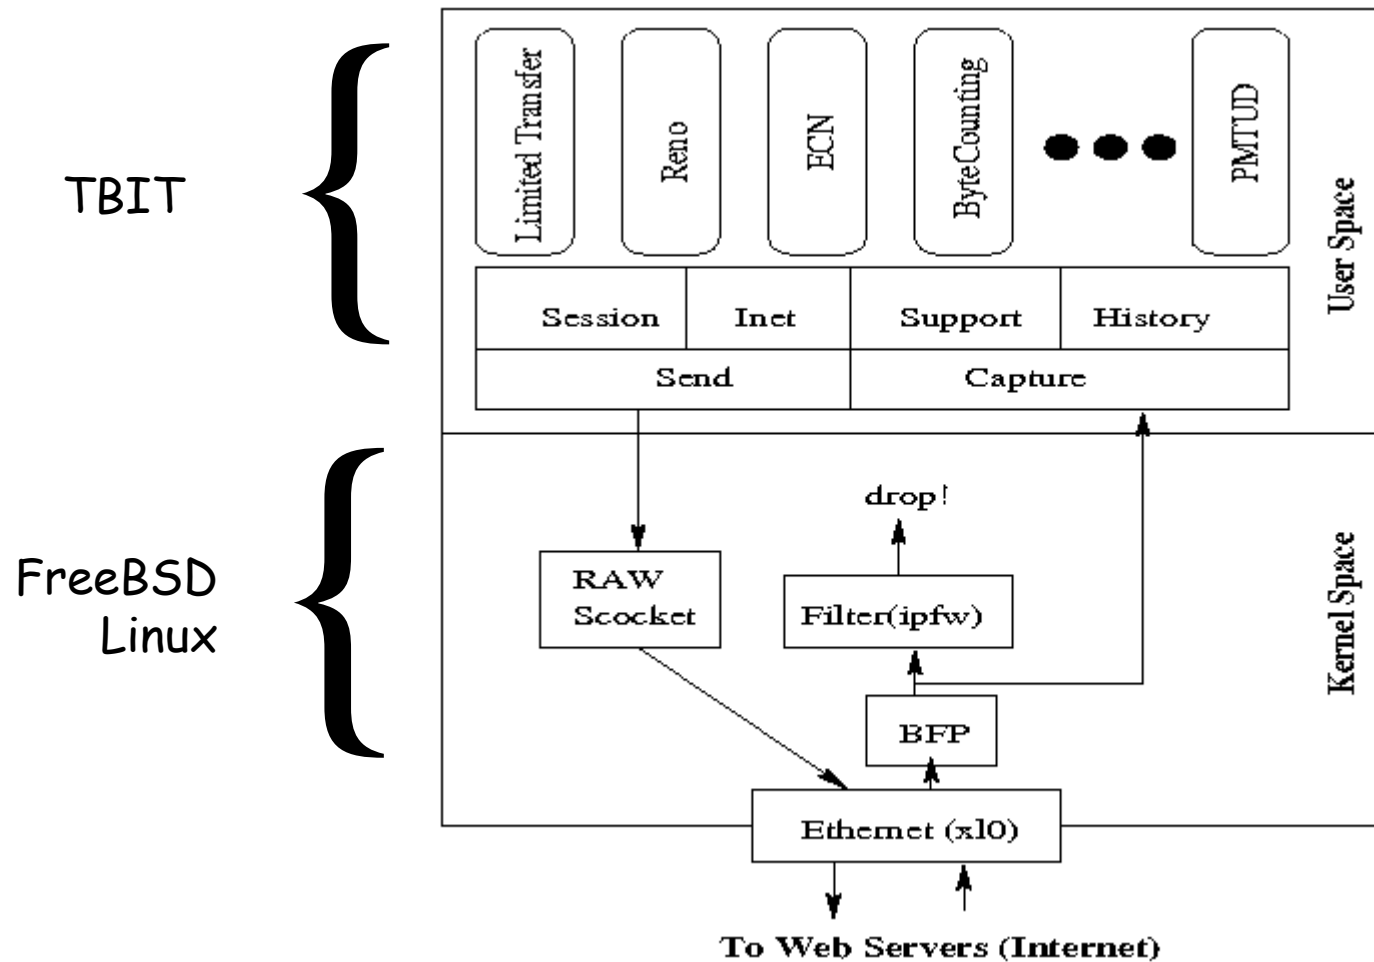 TBIT
Limited Transfer
Reno
ECN
ByteCounting
PMTUD
User Space
Session
Inet
Support
History
Send
Capture
FreeBSD
Linux
drop!
RAW
Scocket
Filter(ipfw)
Kernel Space
BFP
Ethernet (xl0)
To Web Servers (Internet)